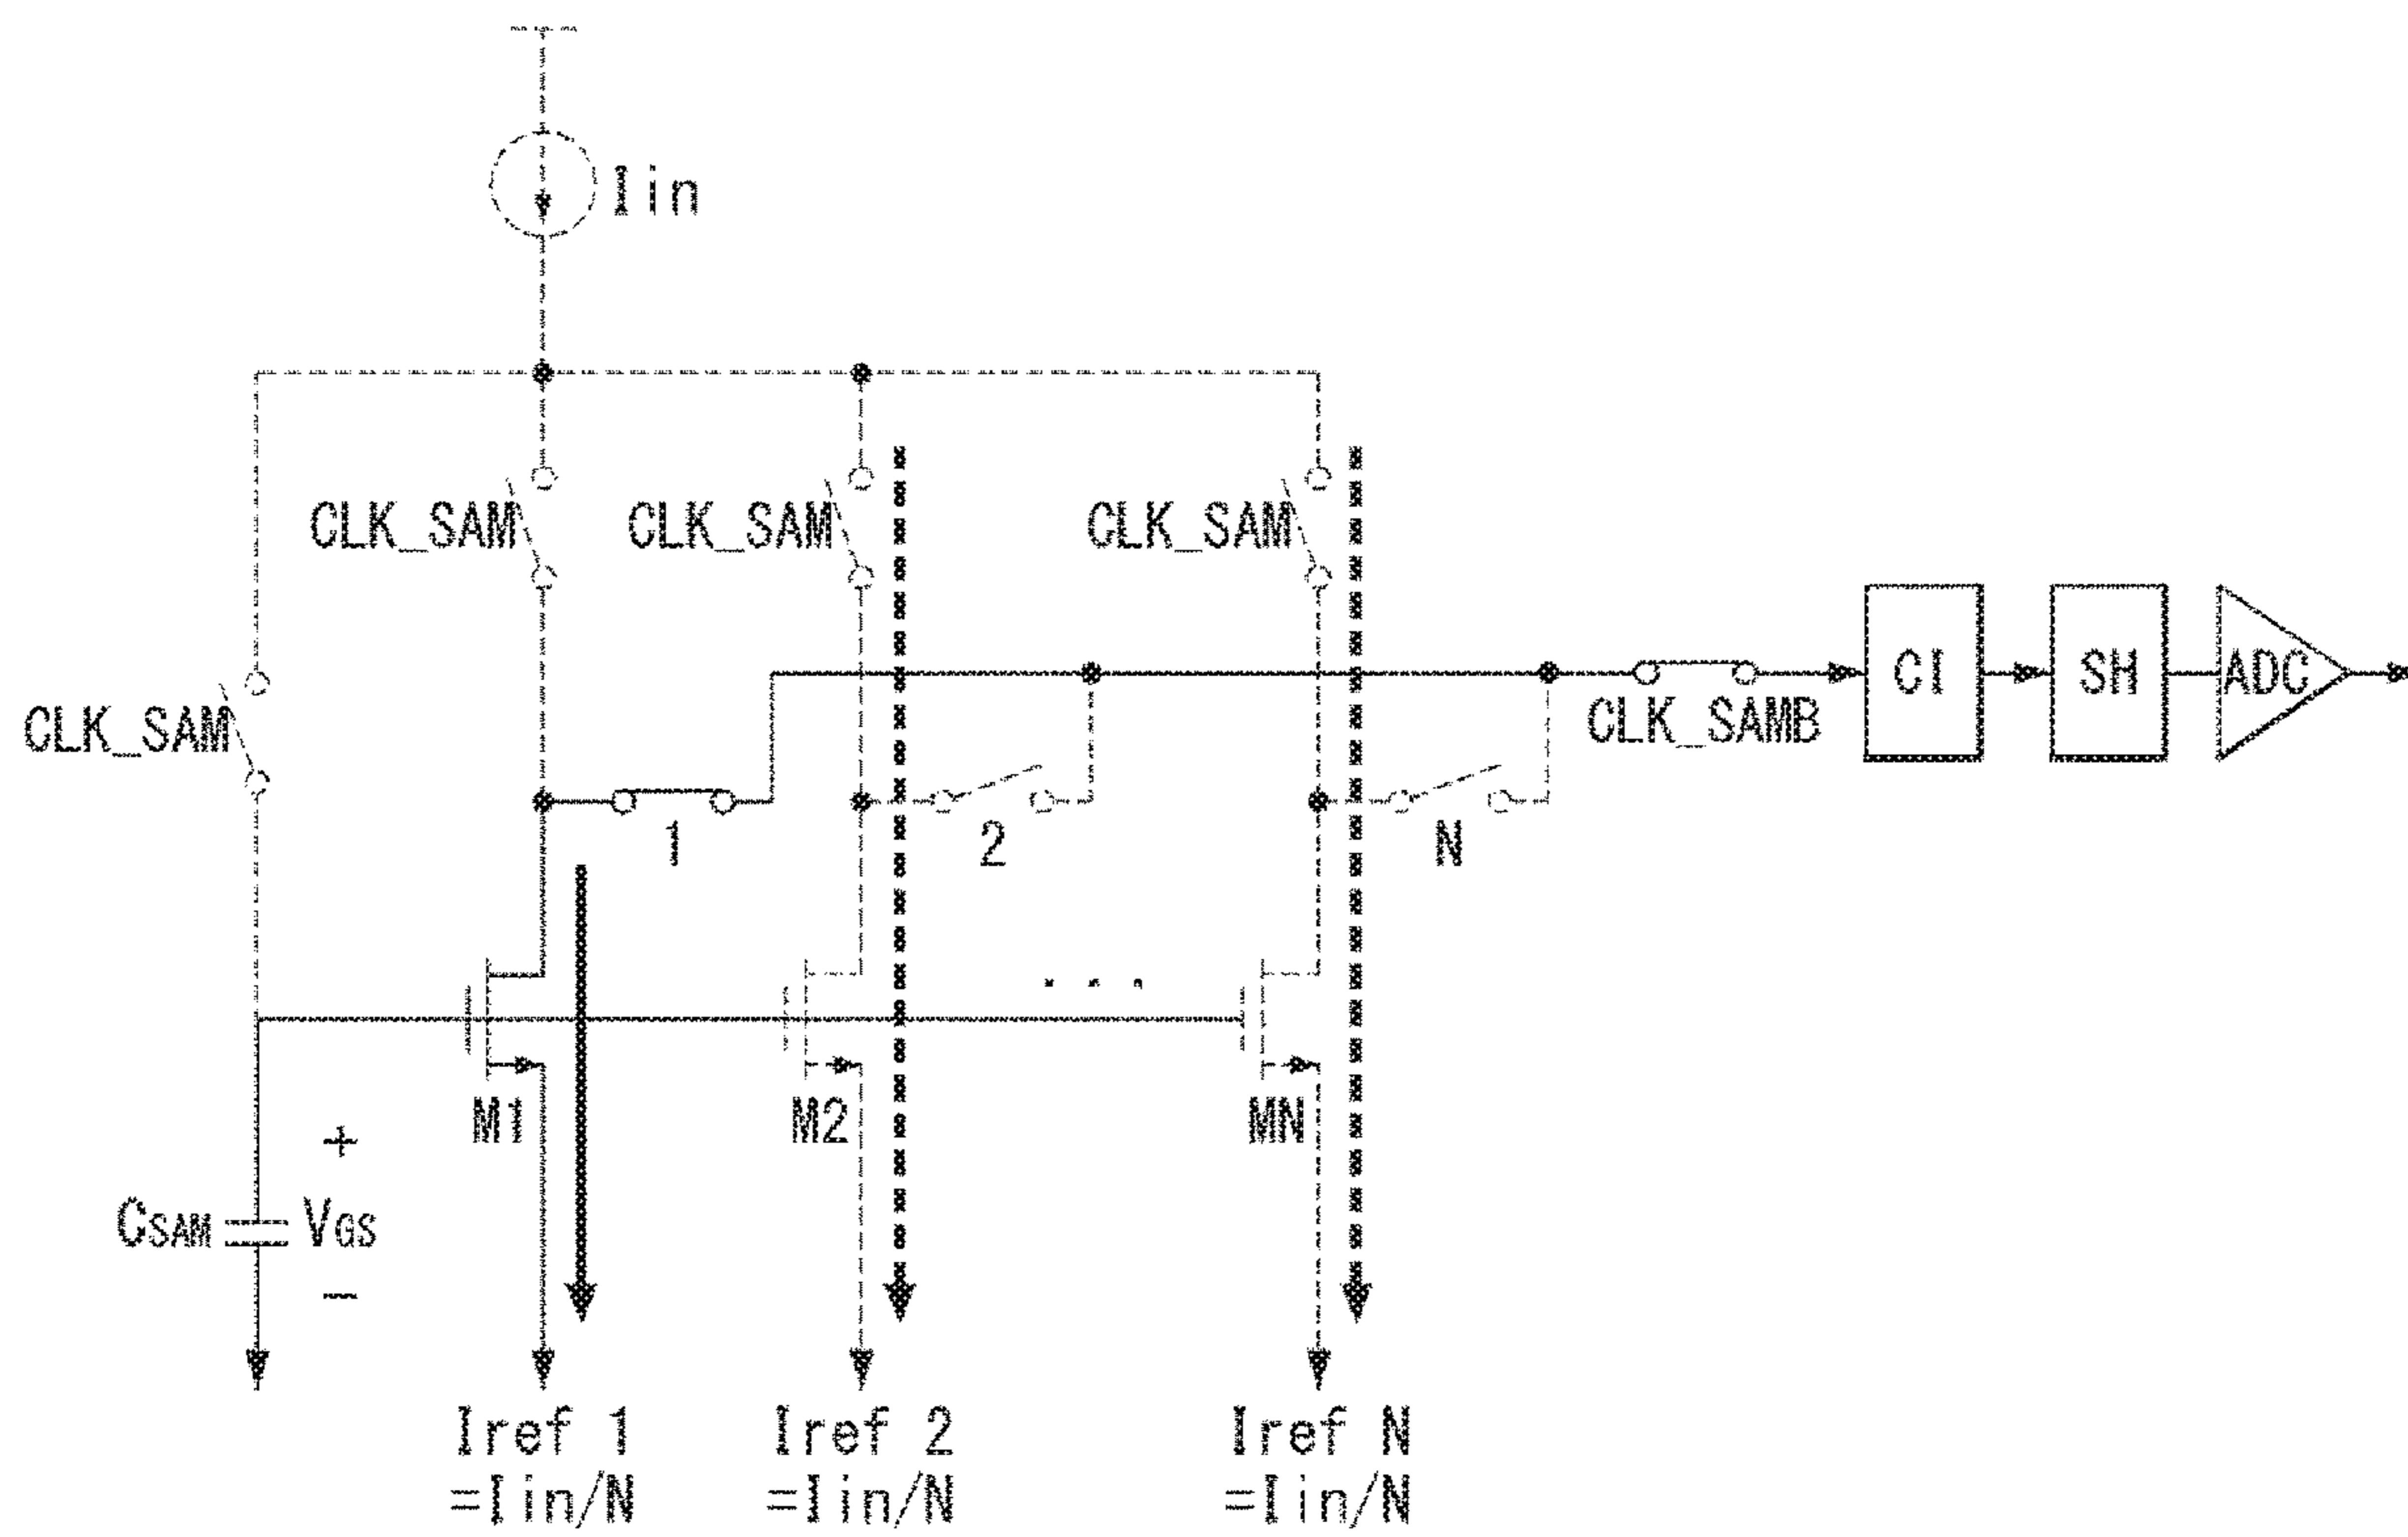 Iin
CLK_SAM
CLK_SAM
CLK_SAM
CLK_SAM
CLK_SAMB
CI
SH
ADC
1
2
N
M1
M2
. . .
MN
CSAM
+
VGS
−
Iref 1
=Iin/N
Iref 2
=Iin/N
Iref N
=Iin/N